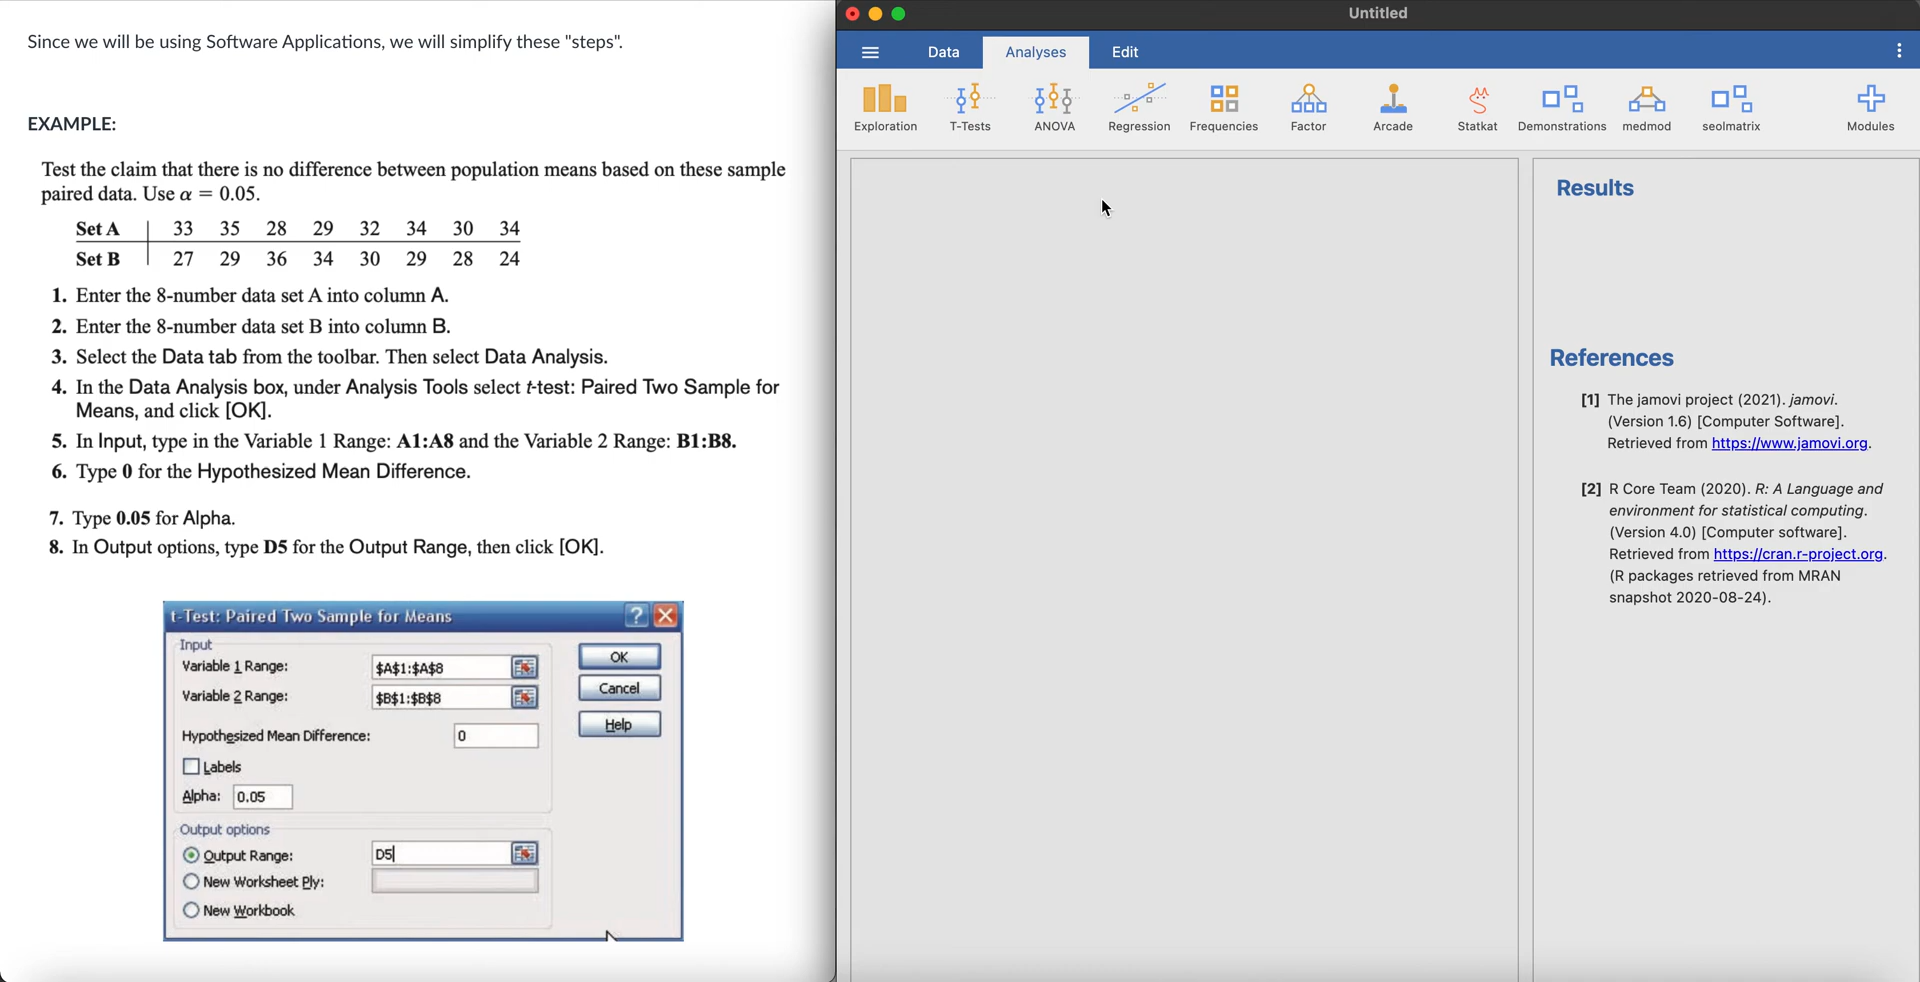 Since we will be using Software Applications, we will simplify these "steps".
EXAMPLE:
Test the claim that there is no difference between population means based on these sample
paired data. Use α = 0.05.
Set A 33 35 28 29 32 34 30 34
Set B 27 29 36 34 30 29 28 24
1. Enter the 8-number data set A into column A.
2. Enter the 8-number data set B into column B.
3. Select the Data tab from the toolbar. Then select Data Analysis.
4. In the Data Analysis box, under Analysis Tools select t-test: Paired Two Sample for
Means, and click [OK].
5. In Input, type in the Variable 1 Range: A1:A8 and the Variable 2 Range: B1:B8.
6. Type 0 for the Hypothesized Mean Difference.
7. Type 0.05 for Alpha.
8. In Output options, type D5 for the Output Range, then click [OK].
t-Test: Paired Two Sample for Means ?
Input
Variable 1 Range: $A$1:$A$8
Variable 2 Range: $B$1:$B$8
Hypothesized Mean Difference: 0
Labels
Alpha: 0.05
OK
Cancel
Help
Output options
Output Range: D5
New Worksheet Ply:
New Workbook
Untitled
Data Analyses Edit
Exploration T-Tests ANOVA Regression Frequencies Factor Arcade Statkat Demonstrations medmod seolmatrix Modules
Results
References
[1] The jamovi project (2021). jamovi.
(Version 1.6) [Computer Software].
Retrieved from https://www.jamovi.org.
[2] R Core Team (2020). R: A Language and
environment for statistical computing.
(Version 4.0) [Computer software].
Retrieved from https://cran.r-project.org.
(R packages retrieved from MRAN
snapshot 2020-08-24).